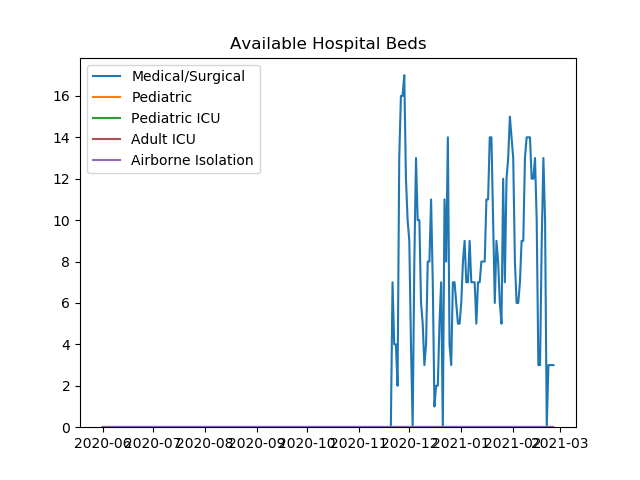 Available Hospital Beds
Medical/Surgical
Pediatric
Pediatric ICU
Adult ICU
Airborne Isolation
16
14
12
10
8
6
4
2
0
2020-06 2020-07 2020-08 2020-09 2020-10 2020-11 2020-12 2021-01 2021-02 2021-03